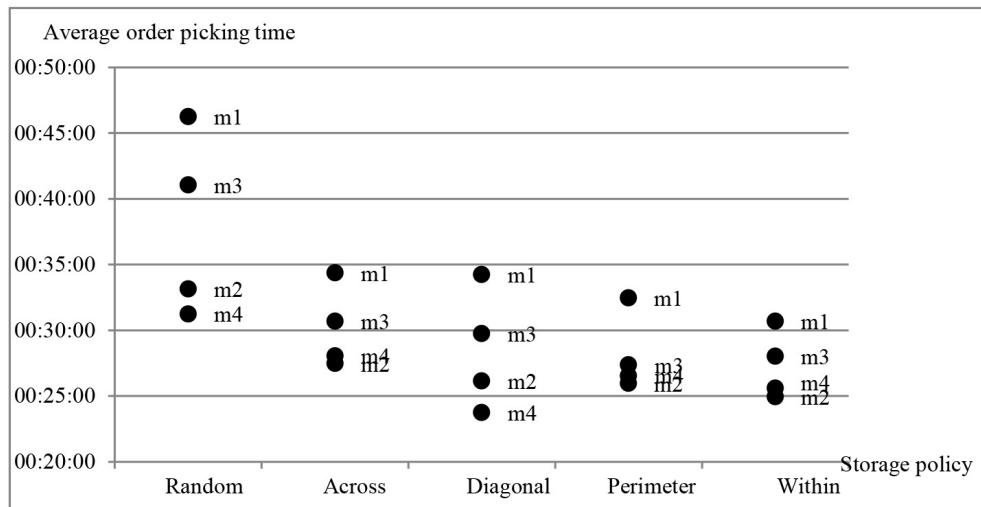 Average order picking time
00:50:00
00:45:00
00:40:00
00:35:00
00:30:00
00:25:00
00:20:00
m1
m3
m2
m4
m1
m3
m4
m2
m1
m3
m2
m4
m1
m3
m4
m2
m1
m3
m4
m2
Storage policy
Random Across Diagonal Perimeter Within